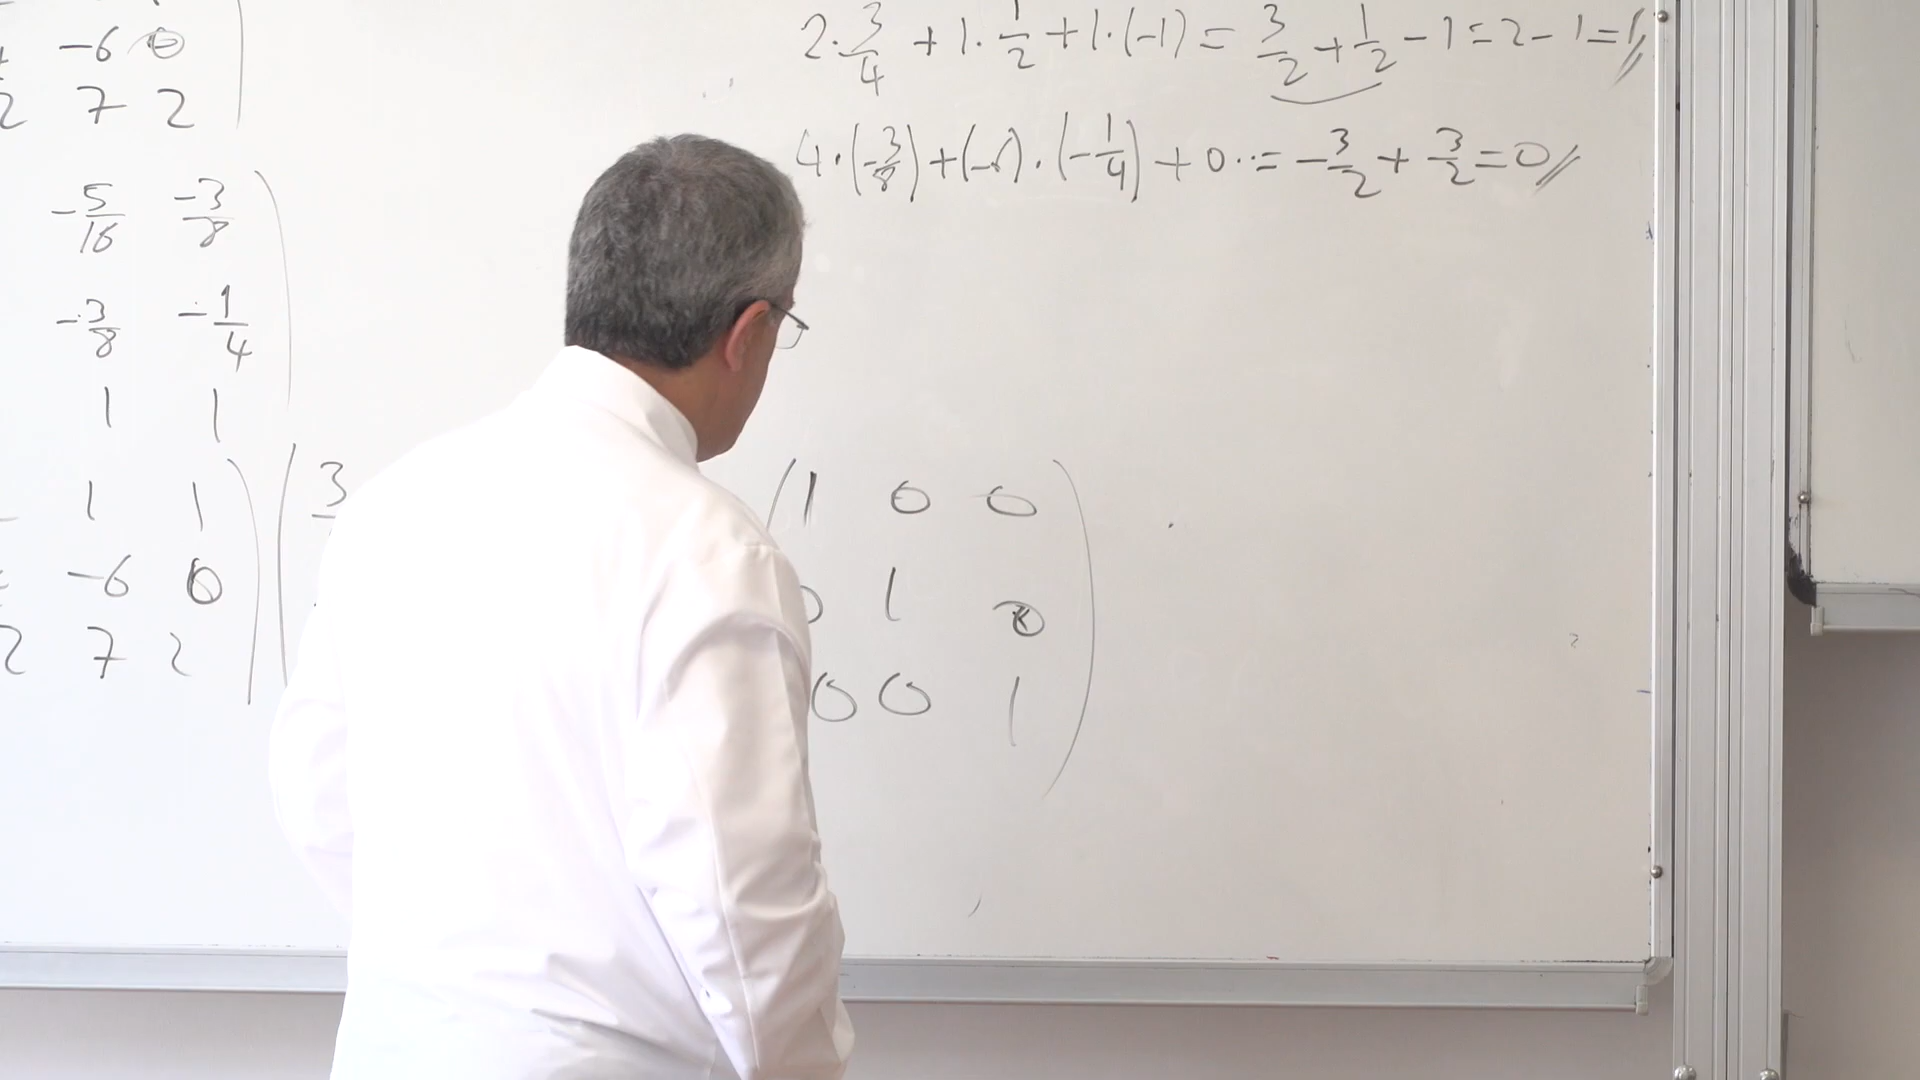 2·3/4 + 1·1/2 + 1·(-1) = 3/2 + 1/2 - 1 = 2 - 1 = 1//
4·(-3/8) + (-6)·(-1/4) + 0·· = -3/2 + 3/2 = 0//
-6 0
2 7 2
-5/16 -3/8
-3/8 -1/4
1 1
1 1 ) ( 3 ( 1 0 0 )
-6 0 0 1 0
2 7 2 0 0 1